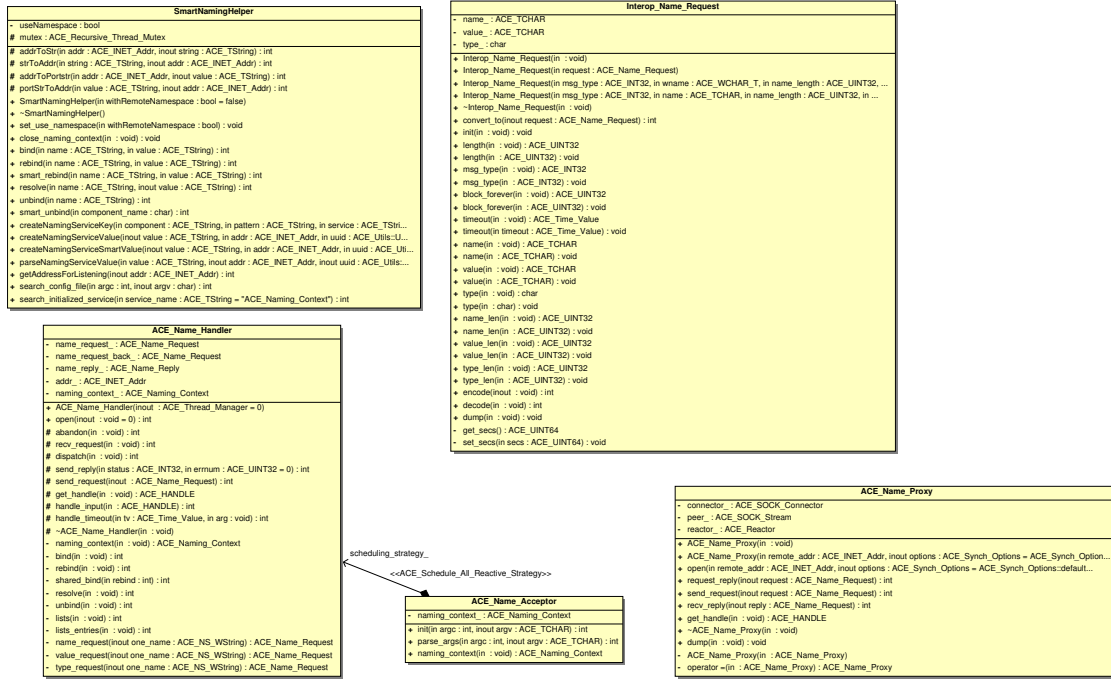 SmartNamingHelper
- useNamespace : bool
# mutex : ACE_Recursive_Thread_Mutex
# addrToStr(in addr : ACE_INET_Addr, inout string : ACE_TString) : int
# strToAddr(in string : ACE_TString, inout addr : ACE_INET_Addr) : int
# addrToPortstr(in addr : ACE_INET_Addr, inout value : ACE_TString) : int
# portStrToAddr(in value : ACE_TString, inout addr : ACE_INET_Addr) : int
+ SmartNamingHelper(in withRemoteNamespace : bool = false)
+ ~SmartNamingHelper()
+ set_use_namespace(in withRemoteNamespace : bool) : void
+ close_naming_context(in : void) : void
+ bind(in name : ACE_TString, in value : ACE_TString) : int
+ rebind(in name : ACE_TString, in value : ACE_TString) : int
+ smart_rebind(in name : ACE_TString, in value : ACE_TString) : int
+ resolve(in name : ACE_TString, inout value : ACE_TString) : int
+ unbind(in name : ACE_TString) : int
+ smart_unbind(in component_name : char) : int
+ createNamingServiceKey(in component : ACE_TString, in pattern : ACE_TString, in service : ACE_TStri...
+ createNamingServiceValue(inout value : ACE_TString, in addr : ACE_INET_Addr, in uuid : ACE_Utils::U...
+ createNamingServiceSmartValue(inout value : ACE_TString, in addr : ACE_INET_Addr, in uuid : ACE_Uti...
+ parseNamingServiceValue(in value : ACE_TString, inout addr : ACE_INET_Addr, inout uuid : ACE_Utils:...
+ getAddressForListening(inout addr : ACE_INET_Addr) : int
+ search_config_file(in argc : int, inout argv : char) : int
+ search_initialized_service(in service_name : ACE_TString = "ACE_Naming_Context") : int
Interop_Name_Request
- name_ : ACE_TCHAR
- value_ : ACE_TCHAR
- type_ : char
+ Interop_Name_Request(in : void)
+ Interop_Name_Request(in request : ACE_Name_Request)
+ Interop_Name_Request(in msg_type : ACE_INT32, in wname : ACE_WCHAR_T, in name_length : ACE_UINT32, ...
+ Interop_Name_Request(in msg_type : ACE_INT32, in name : ACE_TCHAR, in name_length : ACE_UINT32, in ...
+ ~Interop_Name_Request(in : void)
+ convert_to(inout request : ACE_Name_Request) : int
+ init(in : void) : void
+ length(in : void) : ACE_UINT32
+ length(in : ACE_UINT32) : void
+ msg_type(in : void) : ACE_INT32
+ msg_type(in : ACE_INT32) : void
+ block_forever(in : void) : ACE_UINT32
+ block_forever(in : ACE_UINT32) : void
+ timeout(in : void) : ACE_Time_Value
+ timeout(in timeout : ACE_Time_Value) : void
+ name(in : void) : ACE_TCHAR
+ name(in : ACE_TCHAR) : void
+ value(in : void) : ACE_TCHAR
+ value(in : ACE_TCHAR) : void
+ type(in : void) : char
+ type(in : char) : void
+ name_len(in : void) : ACE_UINT32
+ name_len(in : ACE_UINT32) : void
+ value_len(in : void) : ACE_UINT32
+ value_len(in : ACE_UINT32) : void
+ type_len(in : void) : ACE_UINT32
+ type_len(in : ACE_UINT32) : void
+ encode(inout : void) : int
+ decode(in : void) : int
+ dump(in : void) : void
- get_secs() : ACE_UINT64
- set_secs(in secs : ACE_UINT64) : void
ACE_Name_Handler
- name_request_ : ACE_Name_Request
- name_request_back_ : ACE_Name_Request
- name_reply_ : ACE_Name_Reply
- addr_ : ACE_INET_Addr
- naming_context_ : ACE_Naming_Context
+ ACE_Name_Handler(inout : ACE_Thread_Manager = 0)
+ open(inout : void = 0) : int
# abandon(in : void) : int
# recv_request(in : void) : int
# dispatch(in : void) : int
# send_reply(in status : ACE_INT32, in errnum : ACE_UINT32 = 0) : int
# send_request(inout : ACE_Name_Request) : int
# get_handle(in : void) : ACE_HANDLE
# handle_input(in : ACE_HANDLE) : int
# handle_timeout(in tv : ACE_Time_Value, in arg : void) : int
# ~ACE_Name_Handler(in : void)
- naming_context(in : void) : ACE_Naming_Context
- bind(in : void) : int
- rebind(in : void) : int
- shared_bind(in rebind : int) : int
- resolve(in : void) : int
- unbind(in : void) : int
- lists(in : void) : int
- lists_entries(in : void) : int
- name_request(inout one_name : ACE_NS_WString) : ACE_Name_Request
- value_request(inout one_name : ACE_NS_WString) : ACE_Name_Request
- type_request(inout one_name : ACE_NS_WString) : ACE_Name_Request
scheduling_strategy_
<<ACE_Schedule_All_Reactive_Strategy>>
ACE_Name_Acceptor
- naming_context_ : ACE_Naming_Context
+ init(in argc : int, inout argv : ACE_TCHAR) : int
+ parse_args(in argc : int, inout argv : ACE_TCHAR) : int
+ naming_context(in : void) : ACE_Naming_Context
ACE_Name_Proxy
- connector_ : ACE_SOCK_Connector
- peer_ : ACE_SOCK_Stream
- reactor_ : ACE_Reactor
+ ACE_Name_Proxy(in : void)
+ ACE_Name_Proxy(in remote_addr : ACE_INET_Addr, inout options : ACE_Synch_Options = ACE_Synch_Option...
+ open(in remote_addr : ACE_INET_Addr, inout options : ACE_Synch_Options = ACE_Synch_Options::default...
+ request_reply(inout request : ACE_Name_Request) : int
+ send_request(inout request : ACE_Name_Request) : int
+ recv_reply(inout reply : ACE_Name_Request) : int
+ get_handle(in : void) : ACE_HANDLE
+ ~ACE_Name_Proxy(in : void)
+ dump(in : void) : void
- ACE_Name_Proxy(in : ACE_Name_Proxy)
- operator =(in : ACE_Name_Proxy) : ACE_Name_Proxy